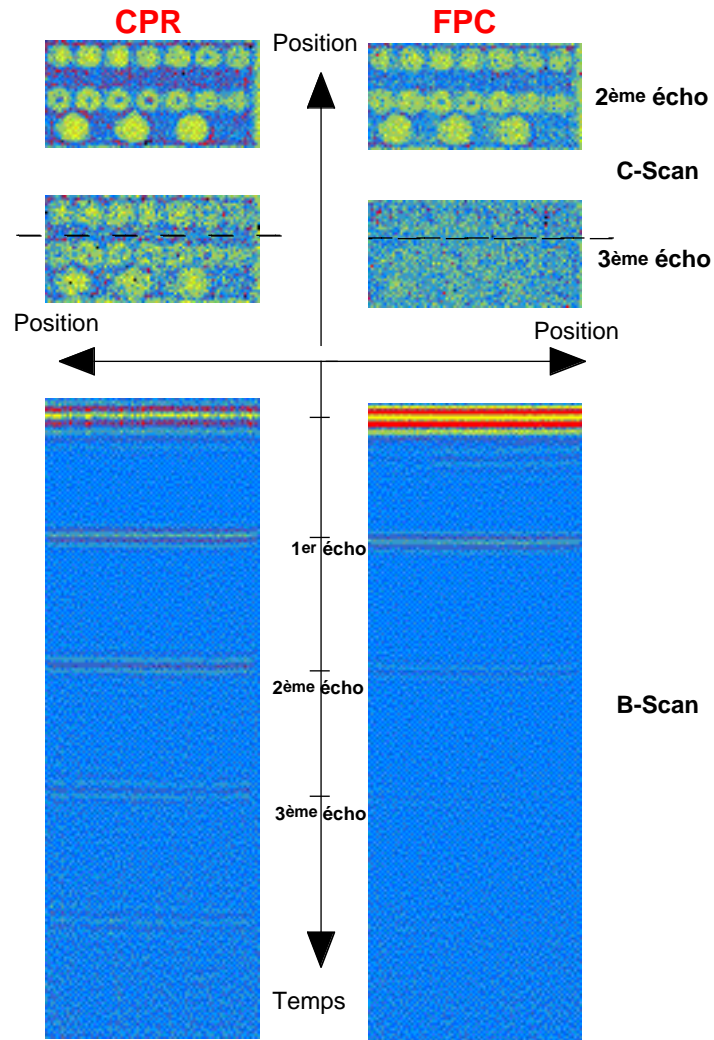 CPR
FPC
Position
2ème écho
C-Scan
3ème écho
Position
Position
1er écho
2ème écho
B-Scan
3ème écho
Temps